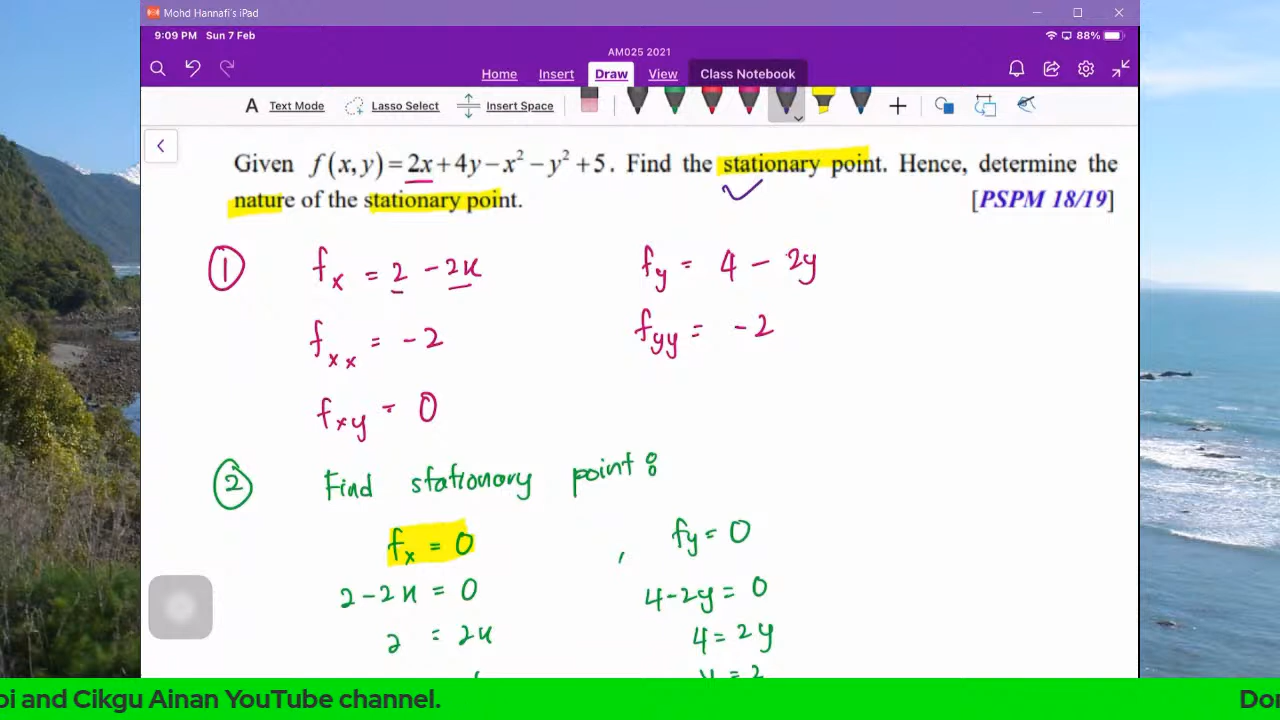 Mohd Hannafi's iPad
9:09 PM Sun 7 Feb
88%
AM025 2021
Home Insert Draw View Class Notebook
A Text Mode Lasso Select Insert Space
Given f(x,y)=2x+4y−x²−y²+5. Find the stationary point. Hence, determine the
nature of the stationary point. [PSPM 18/19]
① fx = 2 − 2x fy = 4 − 2y
fxx = −2 fyy = −2
fxy = 0
② Find stationary point:
fx = 0 , fy = 0
2−2x = 0 4−2y = 0
2 = 2x 4 = 2y
y = 2
oi and Cikgu Ainan YouTube channel. Don